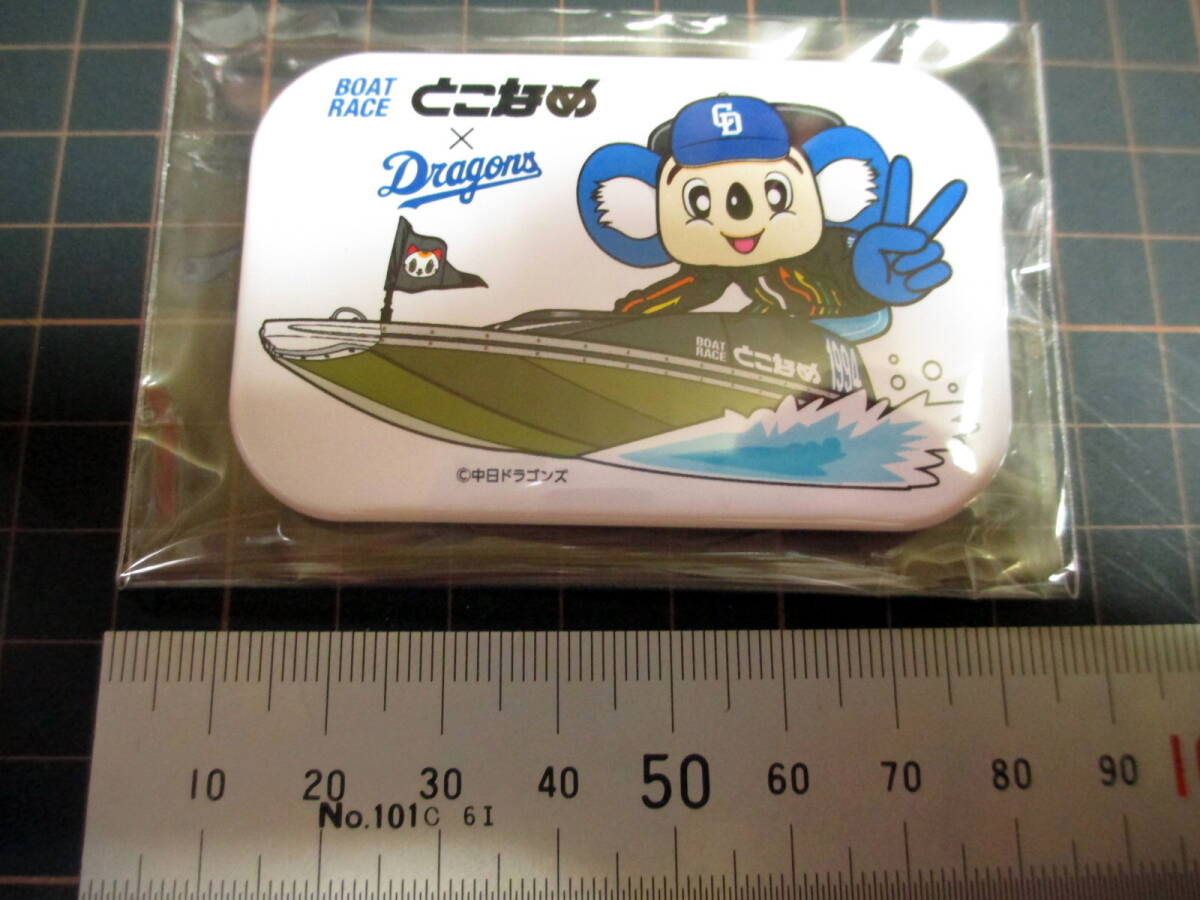 BOAT RACE とこなめ
×
Dragons
CD
BOAT RACE とこなめ 1994
©中日ドラゴンズ
10 20 30 40 50 60 70 80 90
No.101C 6I